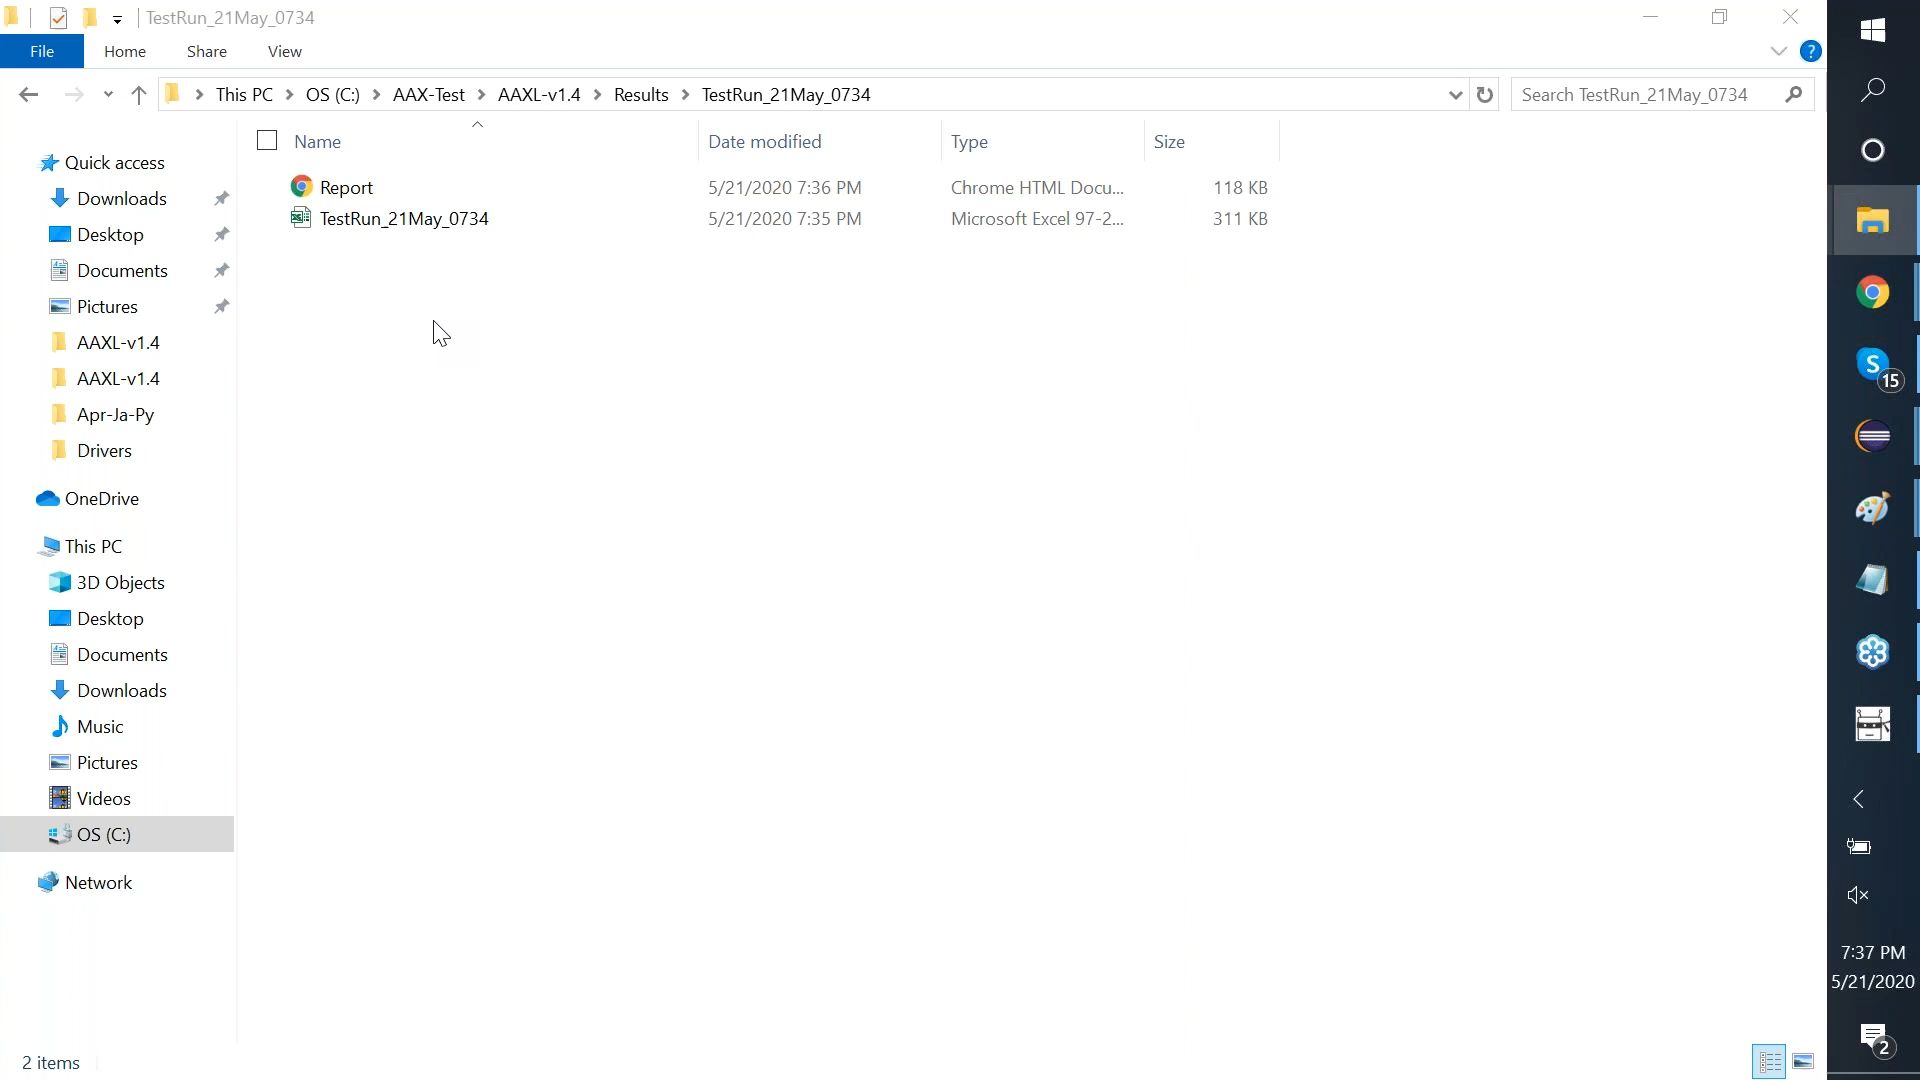 TestRun_21May_0734
File Home Share View ?
This PC OS (C:) AAX-Test AAXL-v1.4 Results TestRun_21May_0734 Search TestRun_21May_0734
Name Date modified Type Size
Report 5/21/2020 7:36 PM Chrome HTML Docu... 118 KB
TestRun_21May_0734 5/21/2020 7:35 PM Microsoft Excel 97-2... 311 KB
Quick access
Downloads
Desktop
Documents
Pictures
AAXL-v1.4
AAXL-v1.4
Apr-Ja-Py
Drivers
OneDrive
This PC
3D Objects
Desktop
Documents
Downloads
Music
Pictures
Videos
OS (C:)
Network
2 items
S
15
7:37 PM
5/21/2020
2